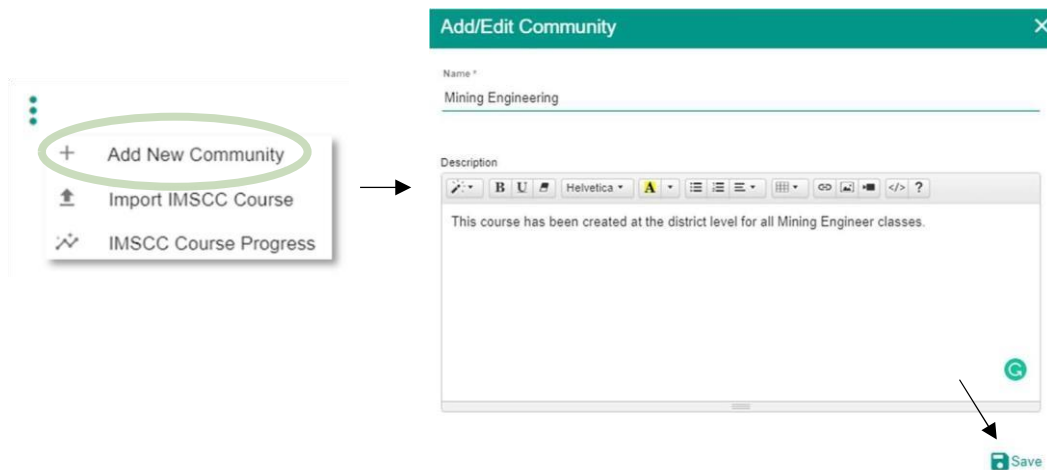 Add New Community
Import IMSCC Course
IMSCC Course Progress
Add/Edit Community
Name *
Mining Engineering
Description
B U Helvetica A </> ?
This course has been created at the district level for all Mining Engineer classes.
Save